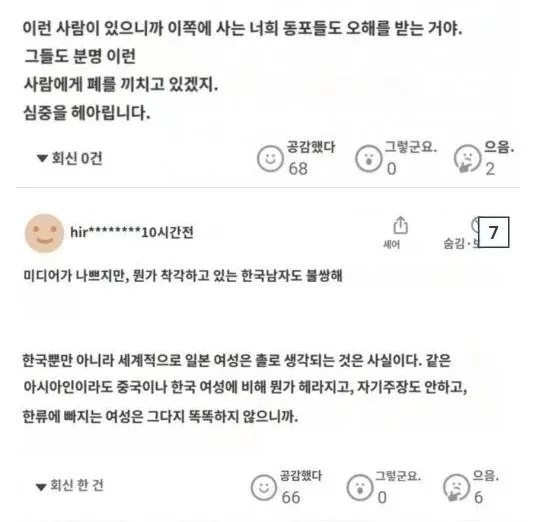 이런 사람이 있으니까 이쪽에 사는 너희 동포들도 오해를 받는 거야.
그들도 분명 이런
사람에게 폐를 끼치고 있겠지.
심중을 헤아립니다.
▼ 회신 0건
공감했다 68
그렇군요. 0
으음. 2
hir********10시간전
셰어
숨김·
7
미디어가 나쁘지만, 뭔가 착각하고 있는 한국남자도 불쌍해
한국뿐만 아니라 세계적으로 일본 여성은 촐로 생각되는 것은 사실이다. 같은
아시아인이라도 중국이나 한국 여성에 비해 뭔가 헤라지고, 자기주장도 안하고,
한류에 빠지는 여성은 그다지 똑똑하지 않으니까.
▼ 회신 한 건
공감했다 66
그렇군요. 0
으음. 6